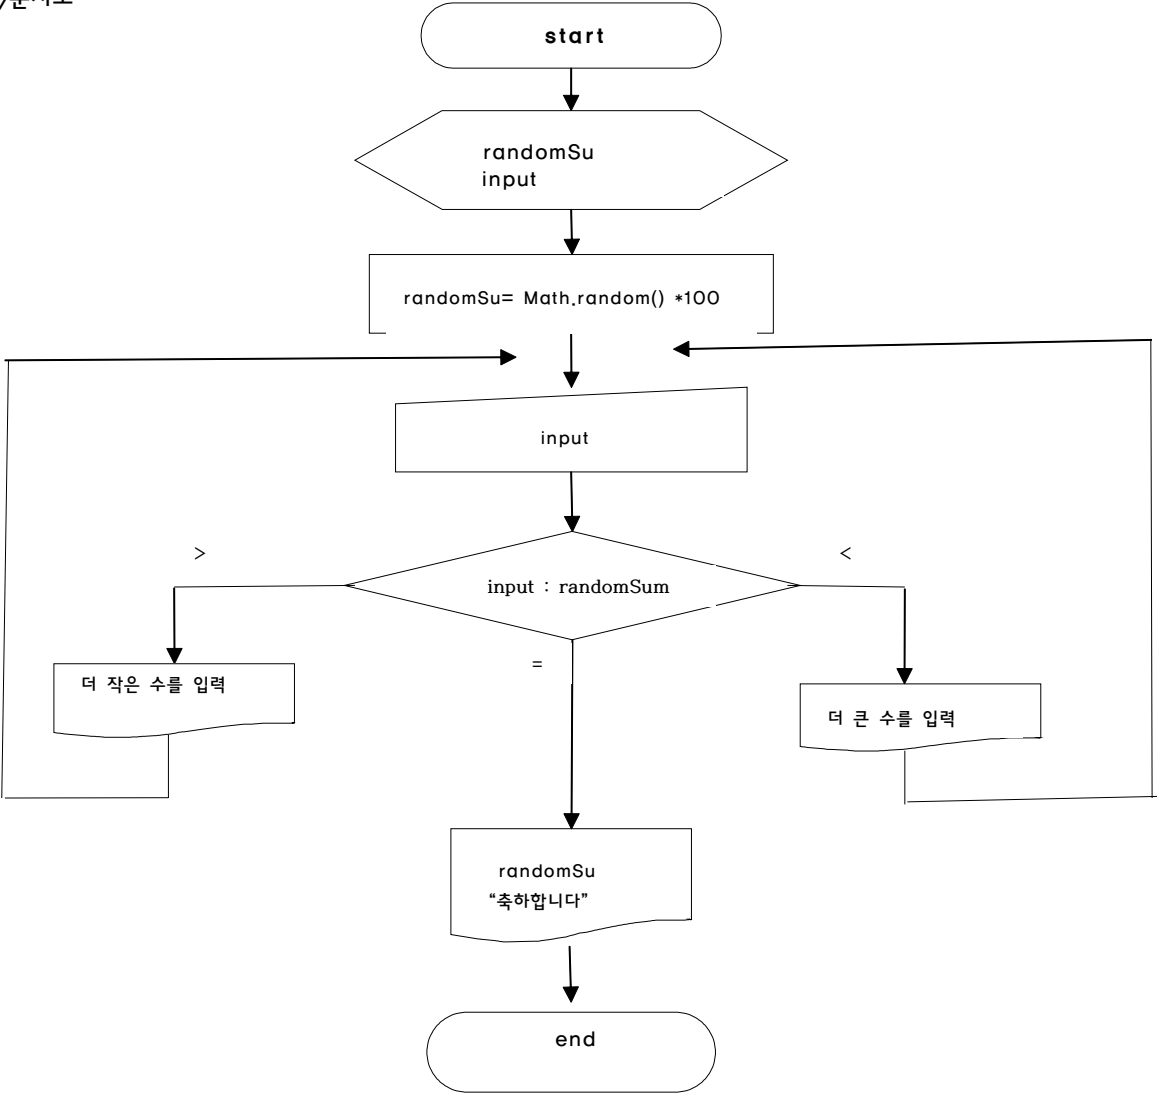 start
randomSu
input
randomSu= Math.random() *100
input
>
<
input : randomSum
=
더 작은 수를 입력
더 큰 수를 입력
randomSu
“축하합니다”
end